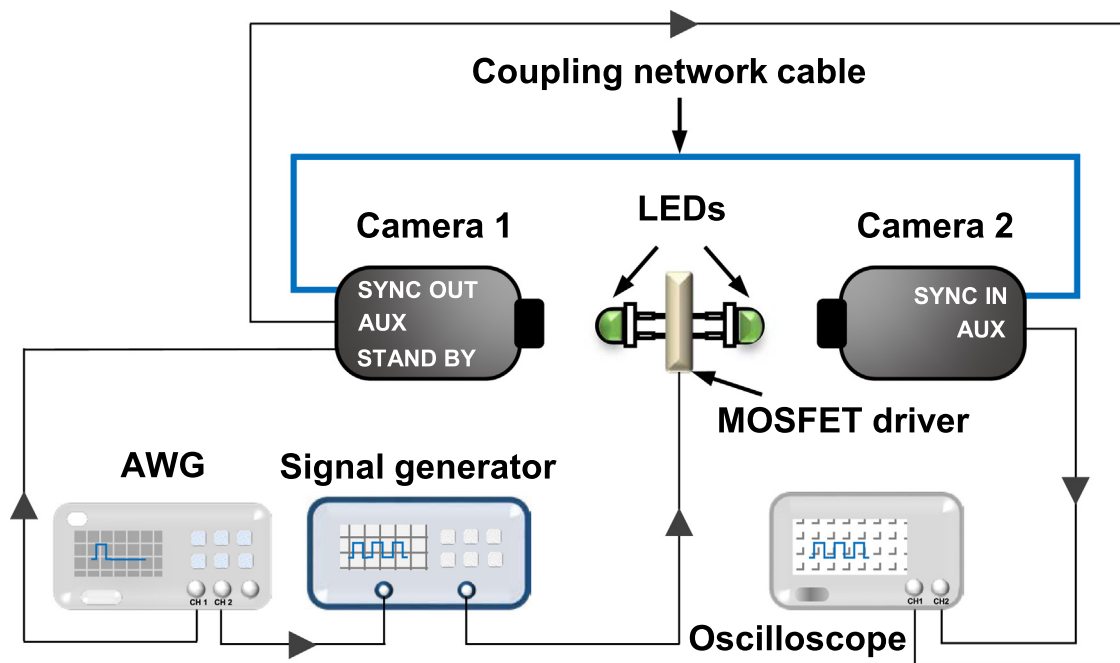 Coupling network cable
LEDs
Camera 1
Camera 2
SYNC OUT
AUX
STAND BY
SYNC IN
AUX
MOSFET driver
AWG
Signal generator
CH 1 CH 2
CH1 CH2
Oscilloscope